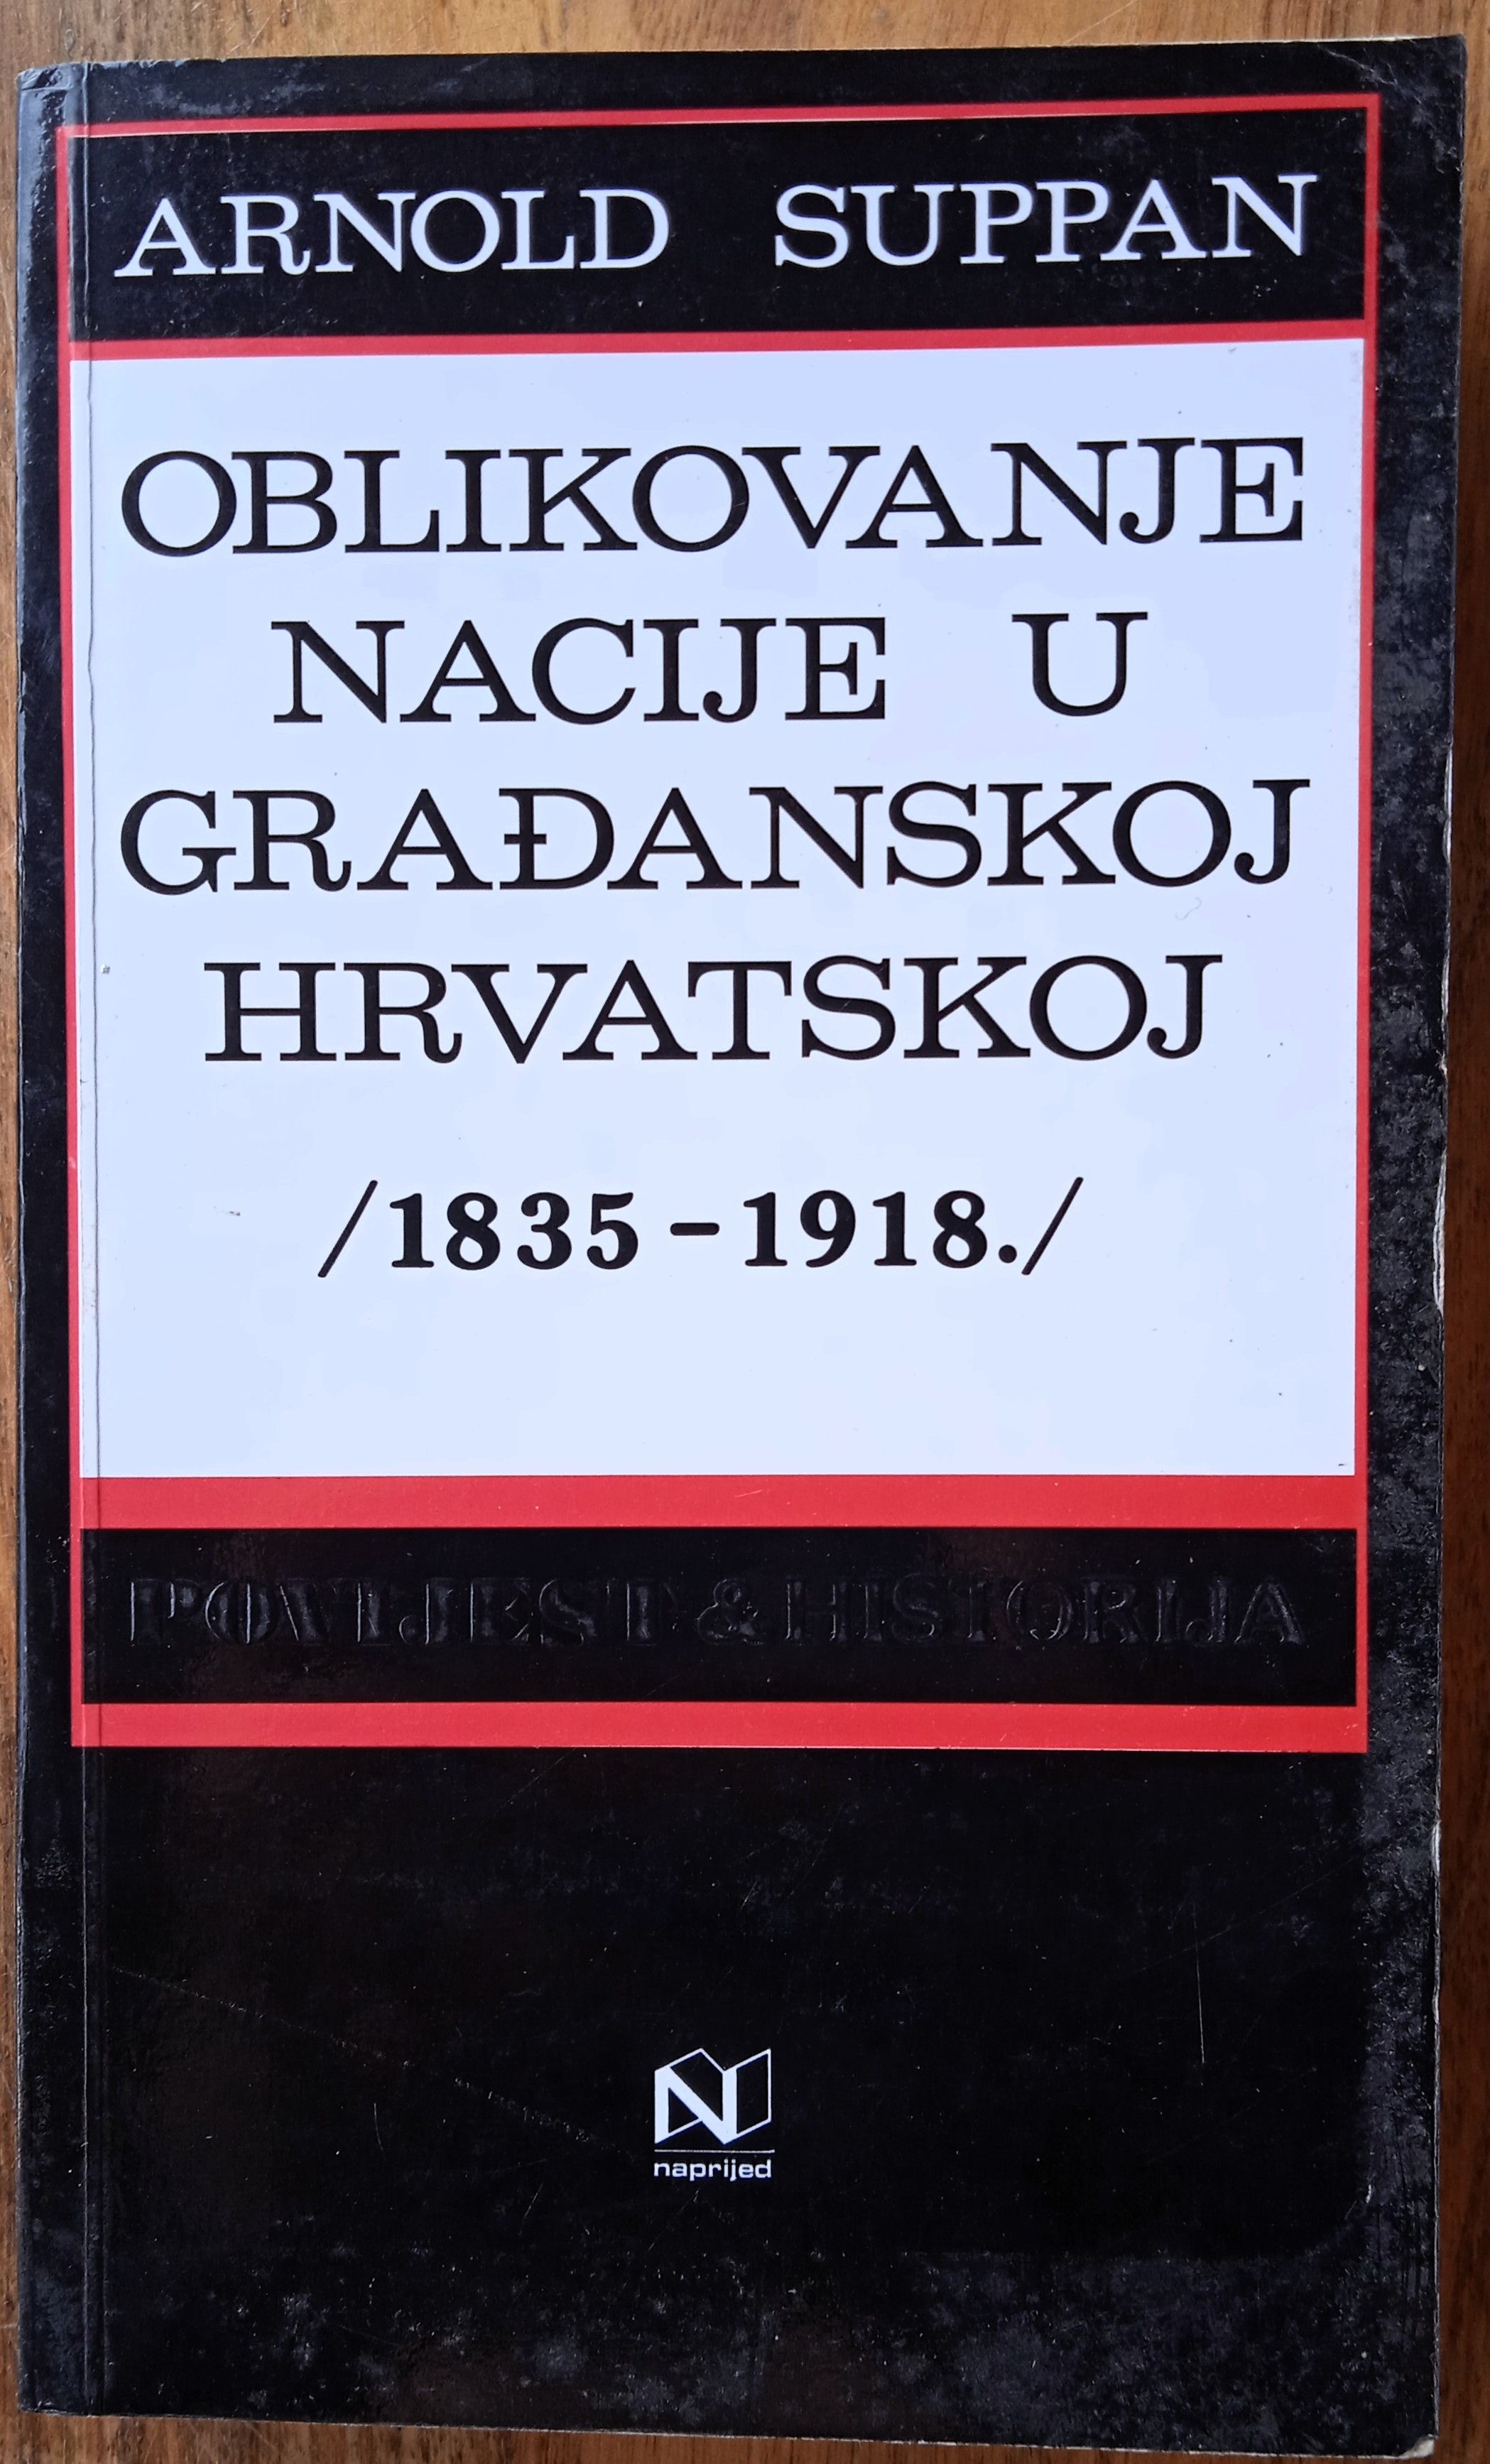 ARNOLD SUPPAN
OBLIKOVANJE
NACIJE U
GRAĐANSKOJ
HRVATSKOJ
/1835-1918./
POVIJEST & HISTORIJA
N
naprijed